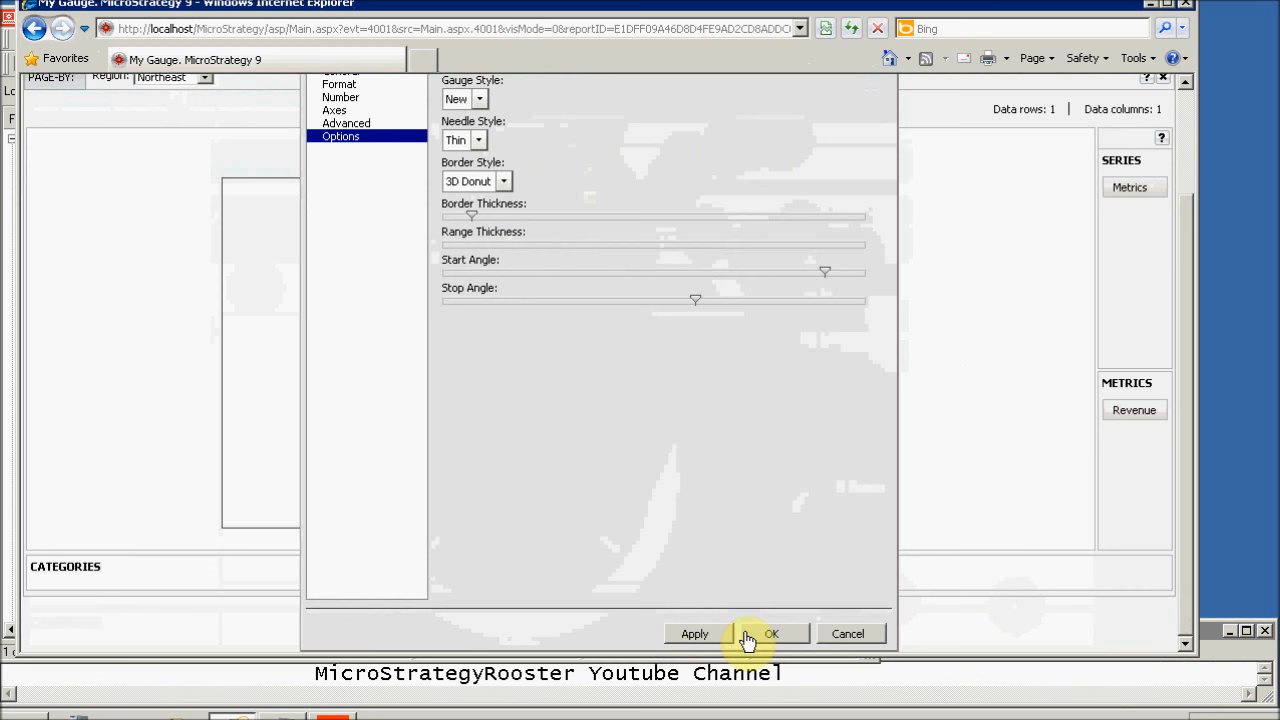 My Gauge. MicroStrategy 9 - Windows Internet Explorer
http://localhost/MicroStrategy/asp/Main.aspx?evt=4001&src=Main.aspx.4001&visMode=0&reportID=E1DFF09A46D8D4FE9AD2CD8ADDC
Bing
Favorites
My Gauge. MicroStrategy 9
Page
Safety
Tools
PAGE-BY:
Region:
Northeast
Data rows: 1 | Data columns: 1
Format
Number
Axes
Advanced
Options
Gauge Style:
New
Needle Style:
Thin
Border Style:
3D Donut
Border Thickness:
Range Thickness:
Start Angle:
Stop Angle:
SERIES
Metrics
METRICS
Revenue
CATEGORIES
Apply
OK
Cancel
MicroStrategyRooster Youtube Channel